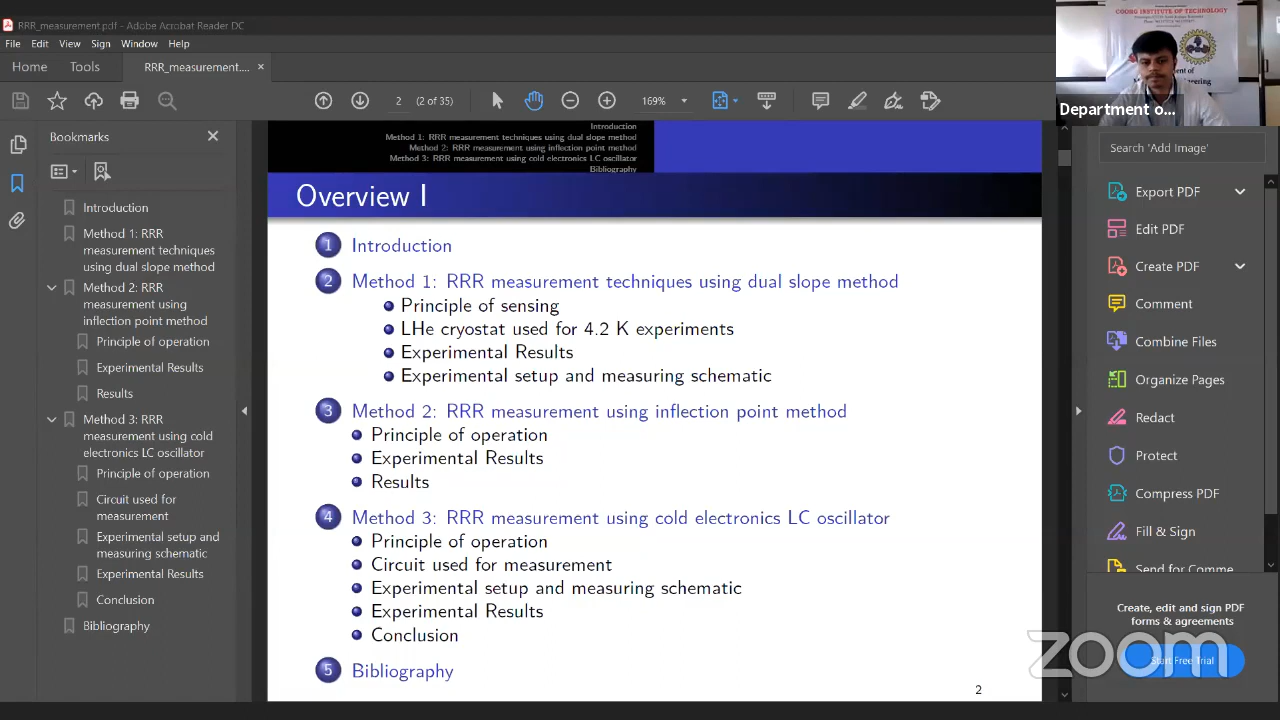 RRR_measurement.pdf - Adobe Acrobat Reader DC
File Edit View Sign Window Help
Home Tools RRR_measurement.... ×
2 (2 of 35) 169%
Bookmarks
Introduction
Method 1: RRR
measurement techniques
using dual slope method
Method 2: RRR
measurement using
inflection point method
Principle of operation
Experimental Results
Results
Method 3: RRR
measurement using cold
electronics LC oscillator
Principle of operation
Circuit used for
measurement
Experimental setup and
measuring schematic
Experimental Results
Conclusion
Bibliography
Introduction
Method 1: RRR measurement techniques using dual slope method
Method 2: RRR measurement using inflection point method
Method 3: RRR measurement using cold electronics LC oscillator
Bibliography
Overview I
1 Introduction
2 Method 1: RRR measurement techniques using dual slope method
Principle of sensing
LHe cryostat used for 4.2 K experiments
Experimental Results
Experimental setup and measuring schematic
3 Method 2: RRR measurement using inflection point method
Principle of operation
Experimental Results
Results
4 Method 3: RRR measurement using cold electronics LC oscillator
Principle of operation
Circuit used for measurement
Experimental setup and measuring schematic
Experimental Results
Conclusion
5 Bibliography
2
COORG INSTITUTE OF TECHNOLOGY
Department o...
Search 'Add Image'
Export PDF
Edit PDF
Create PDF
Comment
Combine Files
Organize Pages
Redact
Protect
Compress PDF
Fill & Sign
Send for Comme
Create, edit and sign PDF
forms & agreements
Start Free Trial
zoom